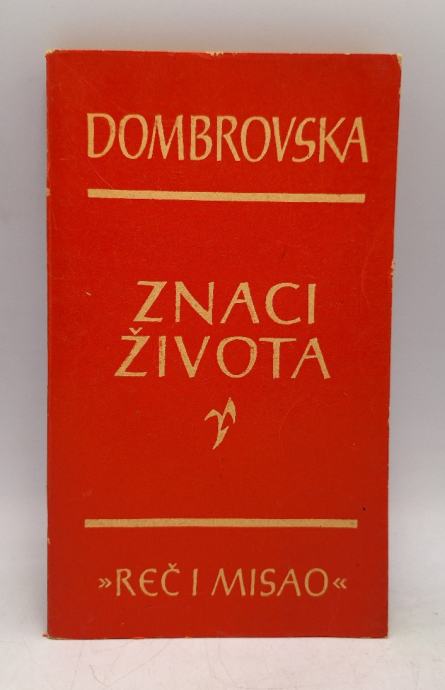 DOMBROVSKA
ZNACI
ŽIVOTA
»REČ I MISAO«